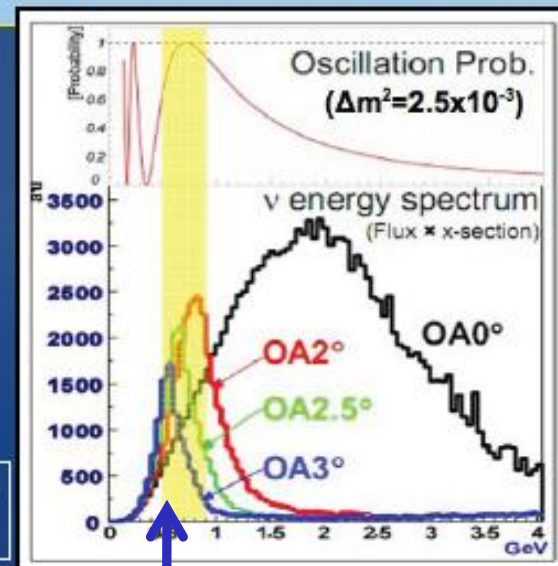 [Probability]
1
0.8
0.6
0.4
0.2
0
Oscillation Prob.
(Δm²=2.5x10⁻³)
ν energy spectrum
(Flux × x-section)
3500
3000
2500
2000
1500
1000
500
0
OA0°
OA2°
OA2.5°
OA3°
0 0.5 1 1.5 2 2.5 3 3.5 4
GeV